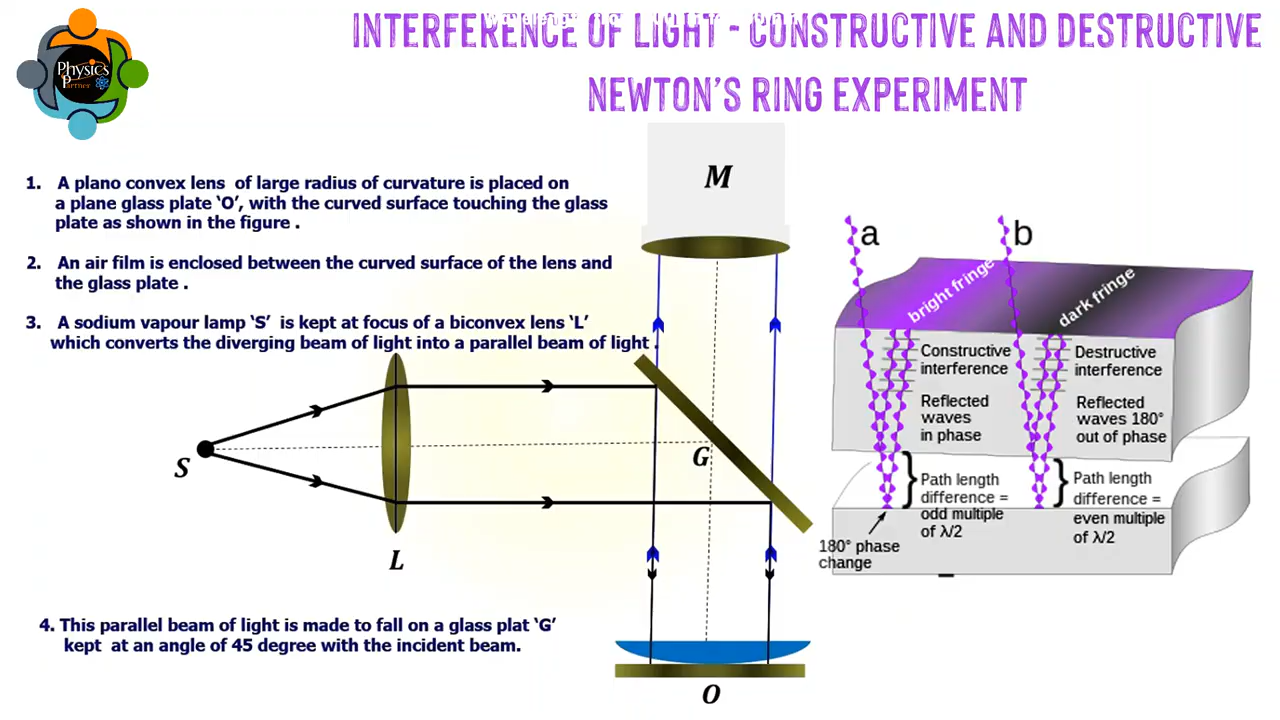 INTERFERENCE OF LIGHT - CONSTRUCTIVE AND DESTRUCTIVE
NEWTON'S RING EXPERIMENT
Physics
Partner
1. A plano convex lens of large radius of curvature is placed on
a plane glass plate ‘O’, with the curved surface touching the glass
plate as shown in the figure .
2. An air film is enclosed between the curved surface of the lens and
the glass plate .
3. A sodium vapour lamp ‘S’ is kept at focus of a biconvex lens ‘L’
which converts the diverging beam of light into a parallel beam of light .
4. This parallel beam of light is made to fall on a glass plat ‘G’
kept at an angle of 45 degree with the incident beam.
M
S
L
G
O
a
b
bright fringe
dark fringe
Constructive
interference
Reflected
waves
in phase
Path length
difference =
odd multiple
of λ/2
180° phase
change
Destructive
interference
Reflected
waves 180°
out of phase
Path length
difference =
even multiple
of λ/2